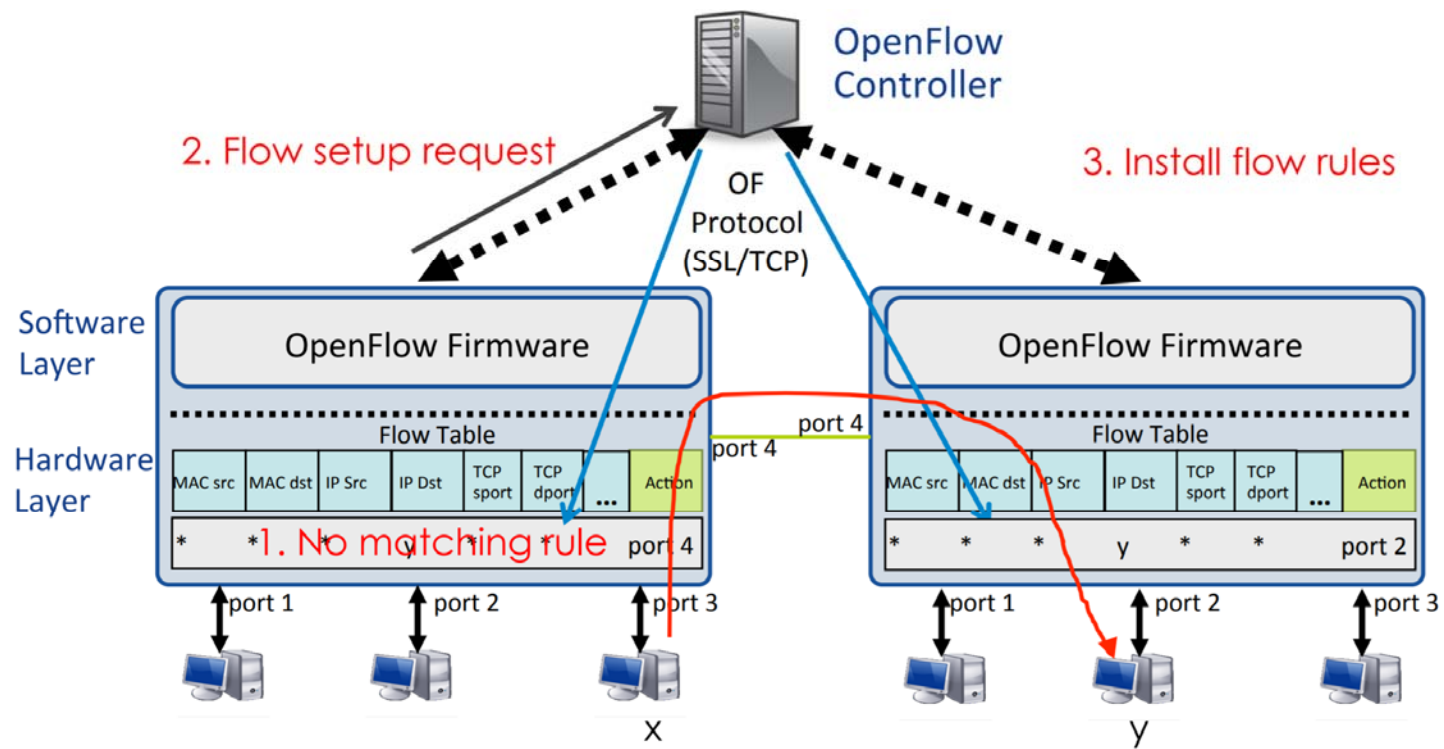 OpenFlow
Controller
2. Flow setup request
3. Install flow rules
OF
Protocol
(SSL/TCP)
Software
Layer
OpenFlow Firmware
OpenFlow Firmware
Hardware
Layer
Flow Table
port 4
port 4
Flow Table
MAC src MAC dst IP Src IP Dst TCP sport TCP dport ... Action
MAC src MAC dst IP Src IP Dst TCP sport TCP dport ... Action
* * * y * * port 4
1. No matching rule
* * * y * * port 2
port 1 port 2 port 3
port 1 port 2 port 3
x
y